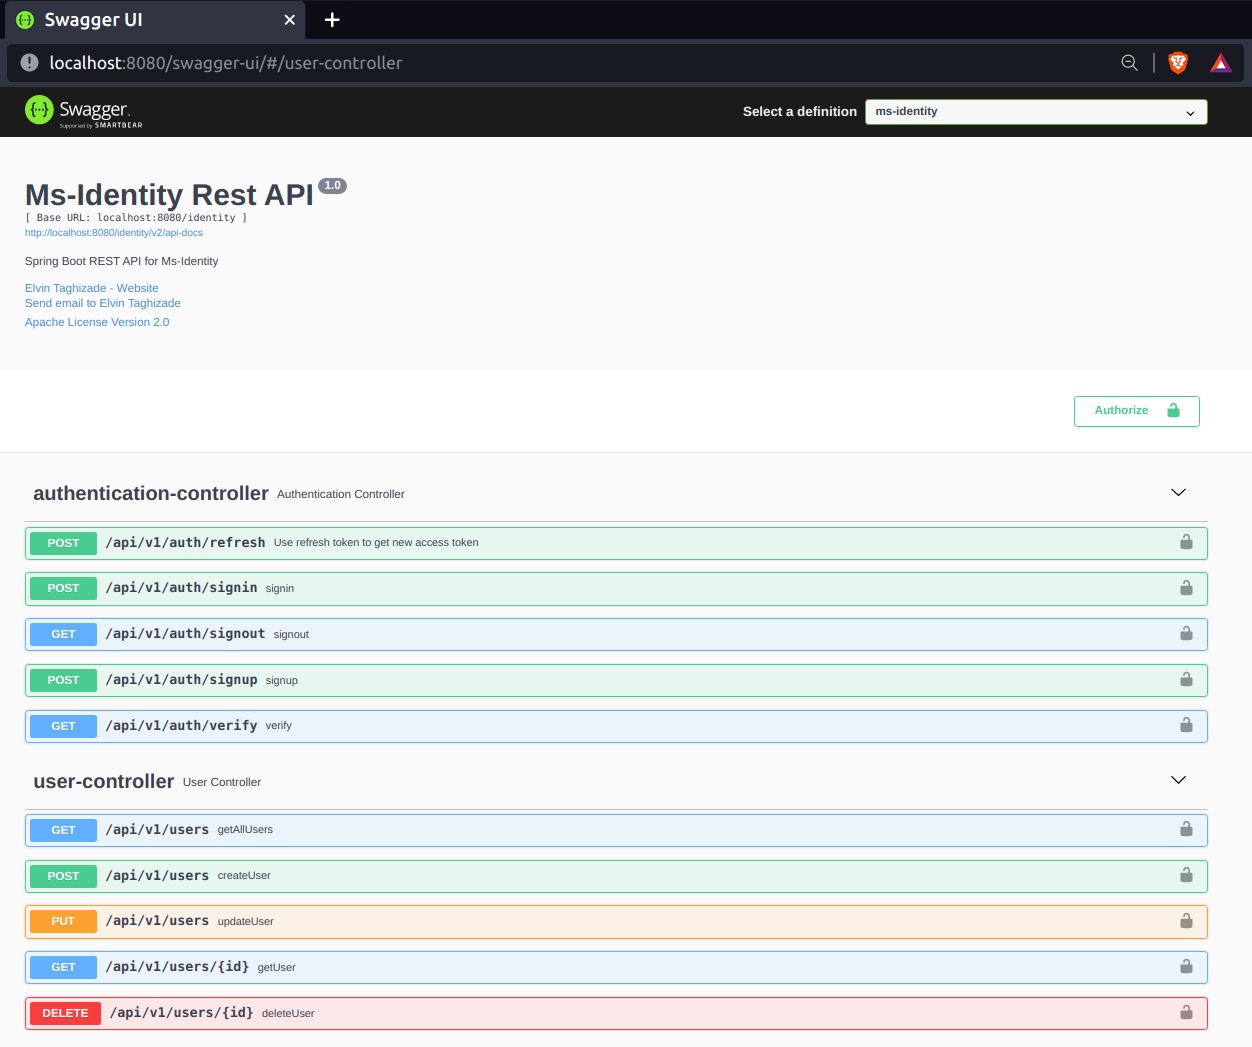 Swagger UI
localhost:8080/swagger-ui/#/user-controller
Swagger.
Supported by SMARTBEAR
Select a definition
ms-identity
Ms-Identity Rest API 1.0
[ Base URL: localhost:8080/identity ]
http://localhost:8080/identity/v2/api-docs
Spring Boot REST API for Ms-Identity
Elvin Taghizade - Website
Send email to Elvin Taghizade
Apache License Version 2.0
Authorize
authentication-controller Authentication Controller
POST /api/v1/auth/refresh Use refresh token to get new access token
POST /api/v1/auth/signin signin
GET /api/v1/auth/signout signout
POST /api/v1/auth/signup signup
GET /api/v1/auth/verify verify
user-controller User Controller
GET /api/v1/users getAllUsers
POST /api/v1/users createUser
PUT /api/v1/users updateUser
GET /api/v1/users/{id} getUser
DELETE /api/v1/users/{id} deleteUser